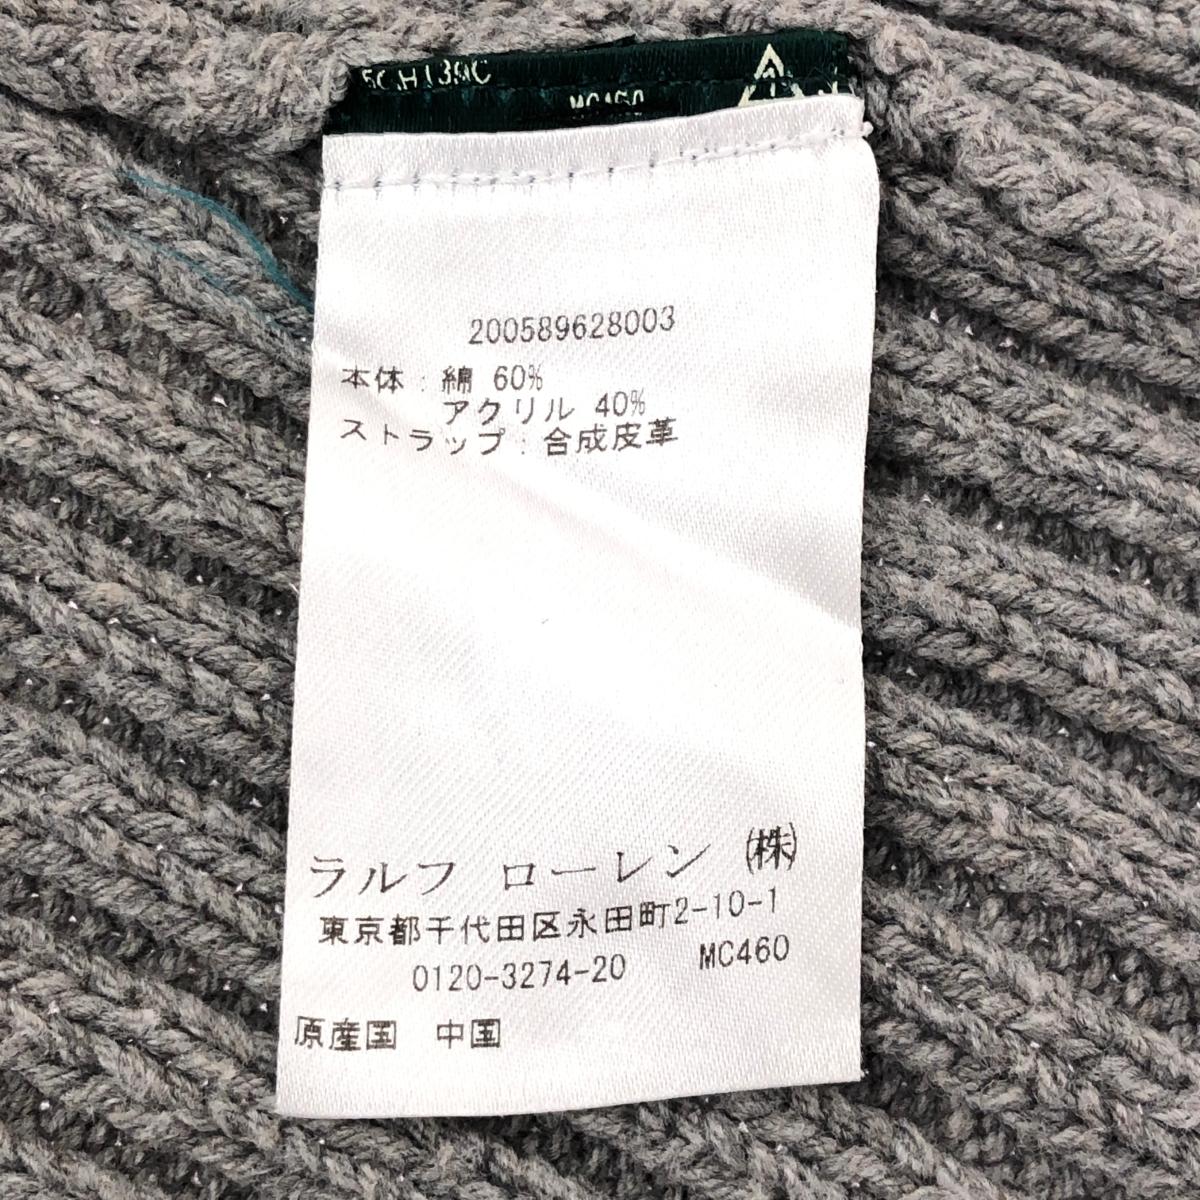 MC450
200589628003
本体 : 綿 60%
アクリル 40%
ストラップ : 合成皮革
ラルフ ローレン ㈱
東京都千代田区永田町2-10-1
0120-3274-20 MC460
原産国 中国